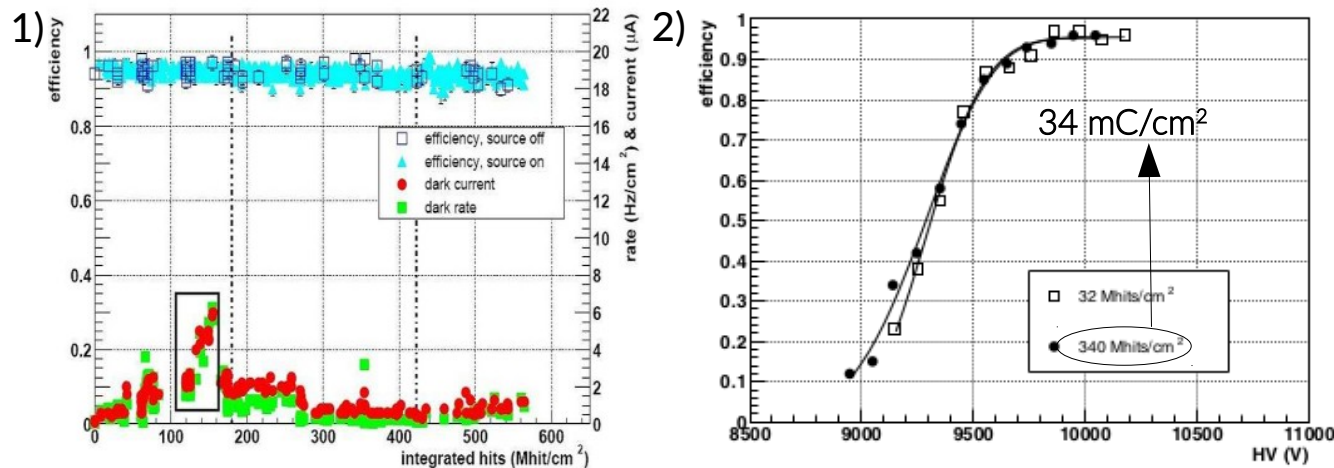 1)
efficiency
1
0.8
0.6
0.4
0.2
0
22
20
18
16
14
12
10
8
6
4
2
0
rate (Hz/cm²) & current (μA)
efficiency, source off
efficiency, source on
dark current
dark rate
0 100 200 300 400 500 600
integrated hits (Mhit/cm²)
2)
efficiency
1
0.9
0.8
0.7
0.6
0.5
0.4
0.3
0.2
0.1
0
34 mC/cm²
32 Mhits/cm²
340 Mhits/cm²
8500 9000 9500 10000 10500 11000
HV (V)